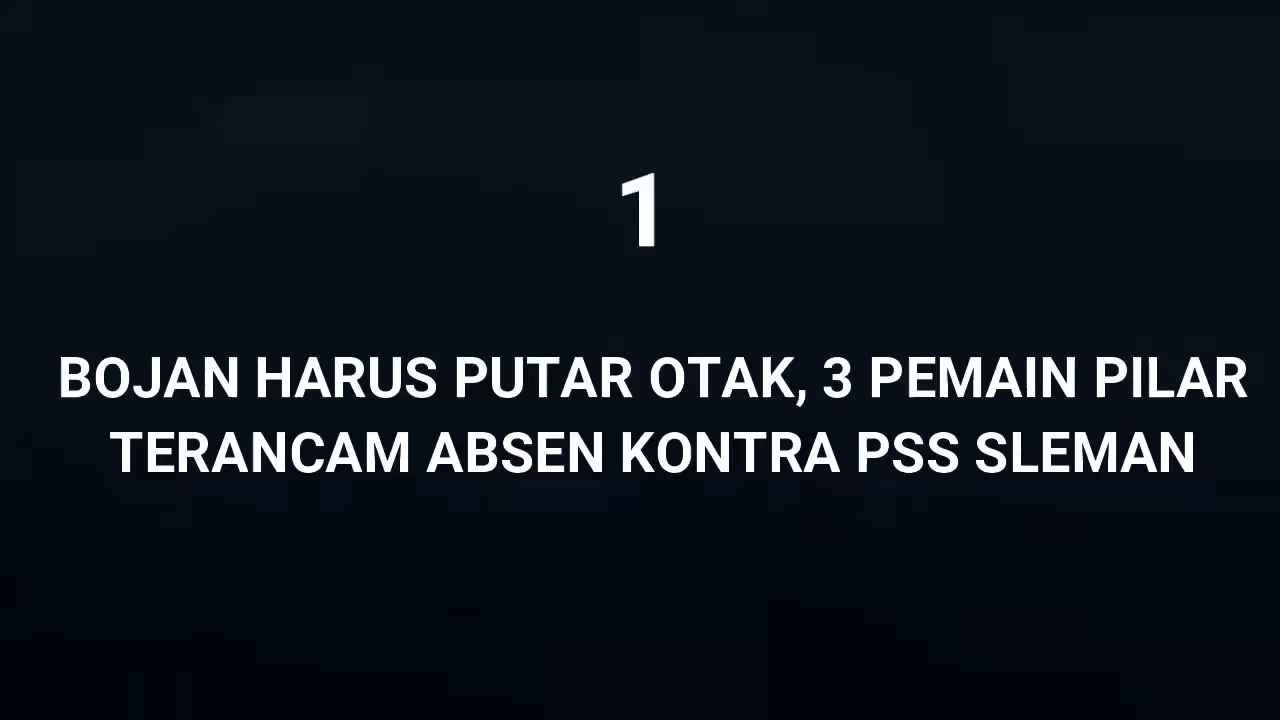 1
BOJAN HARUS PUTAR OTAK, 3 PEMAIN PILAR
TERANCAM ABSEN KONTRA PSS SLEMAN